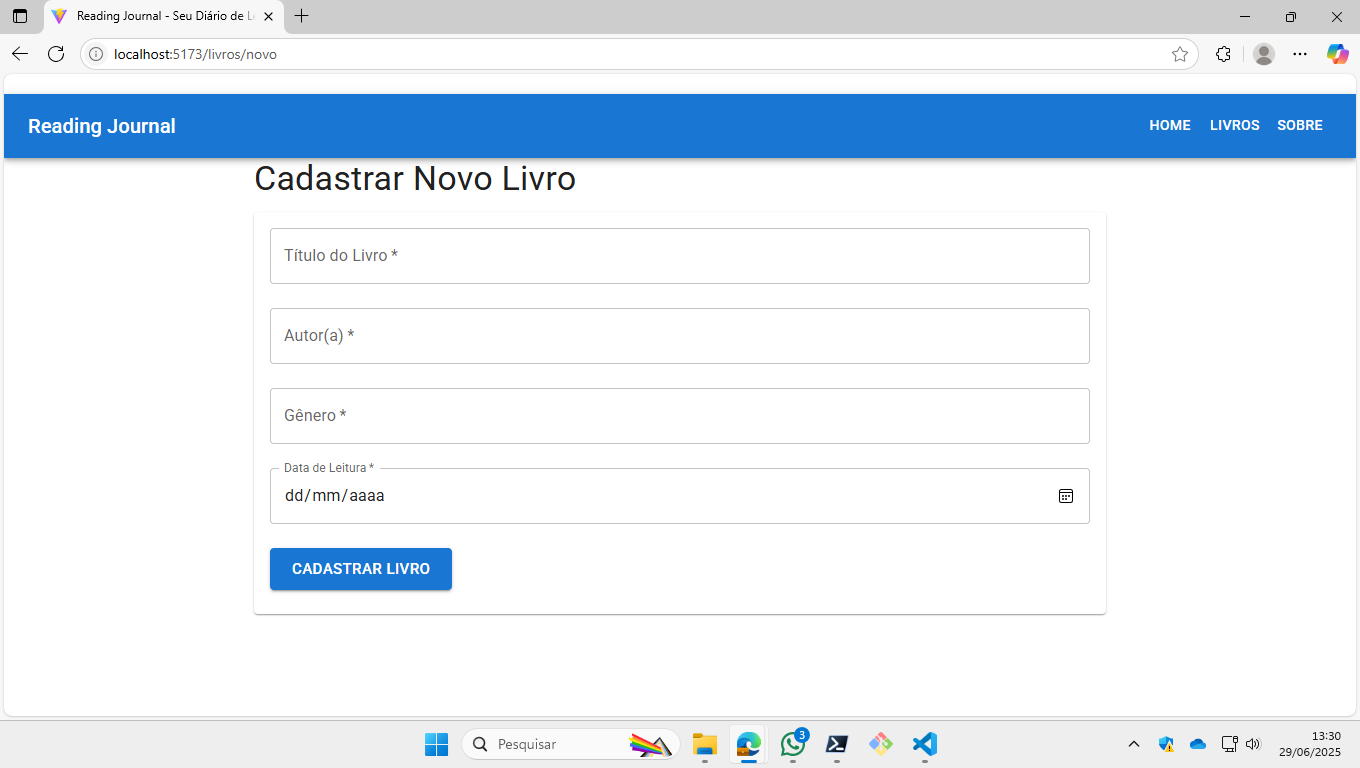 Reading Journal - Seu Diário de L
localhost:5173/livros/novo
Reading Journal
HOME LIVROS SOBRE
Cadastrar Novo Livro
Título do Livro *
Autor(a) *
Gênero *
Data de Leitura *
dd/mm/aaaa
CADASTRAR LIVRO
Pesquisar
3
13:30
29/06/2025